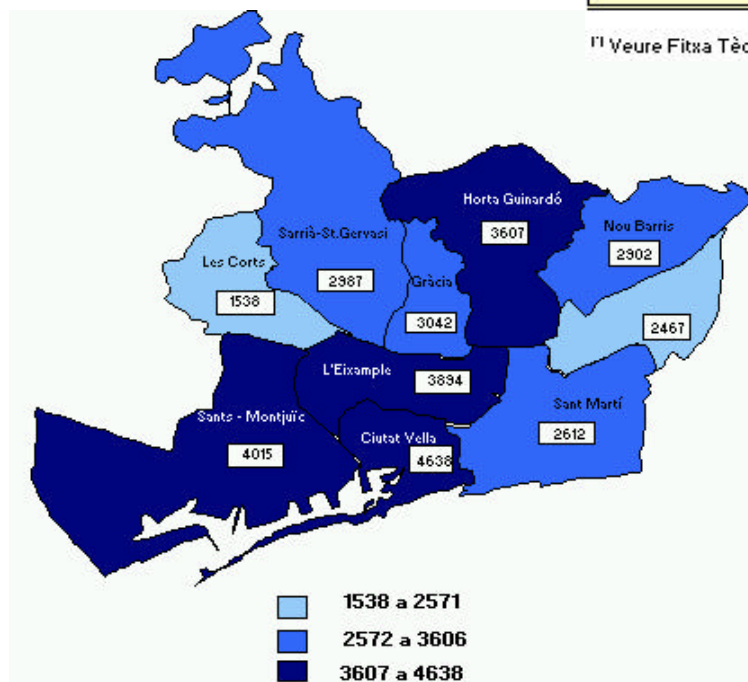 (*) Veure Fitxa Tèc
Horta Guinardó
3607
Nou Barris
2902
Sarrià-St.Gervasi
2987
Les Corts
1538
Gràcia
3042
2467
L'Eixample
3894
Sant Martí
2612
Sants - Montjuïc
4015
Ciutat Vella
4638
1538 a 2571
2572 a 3606
3607 a 4638